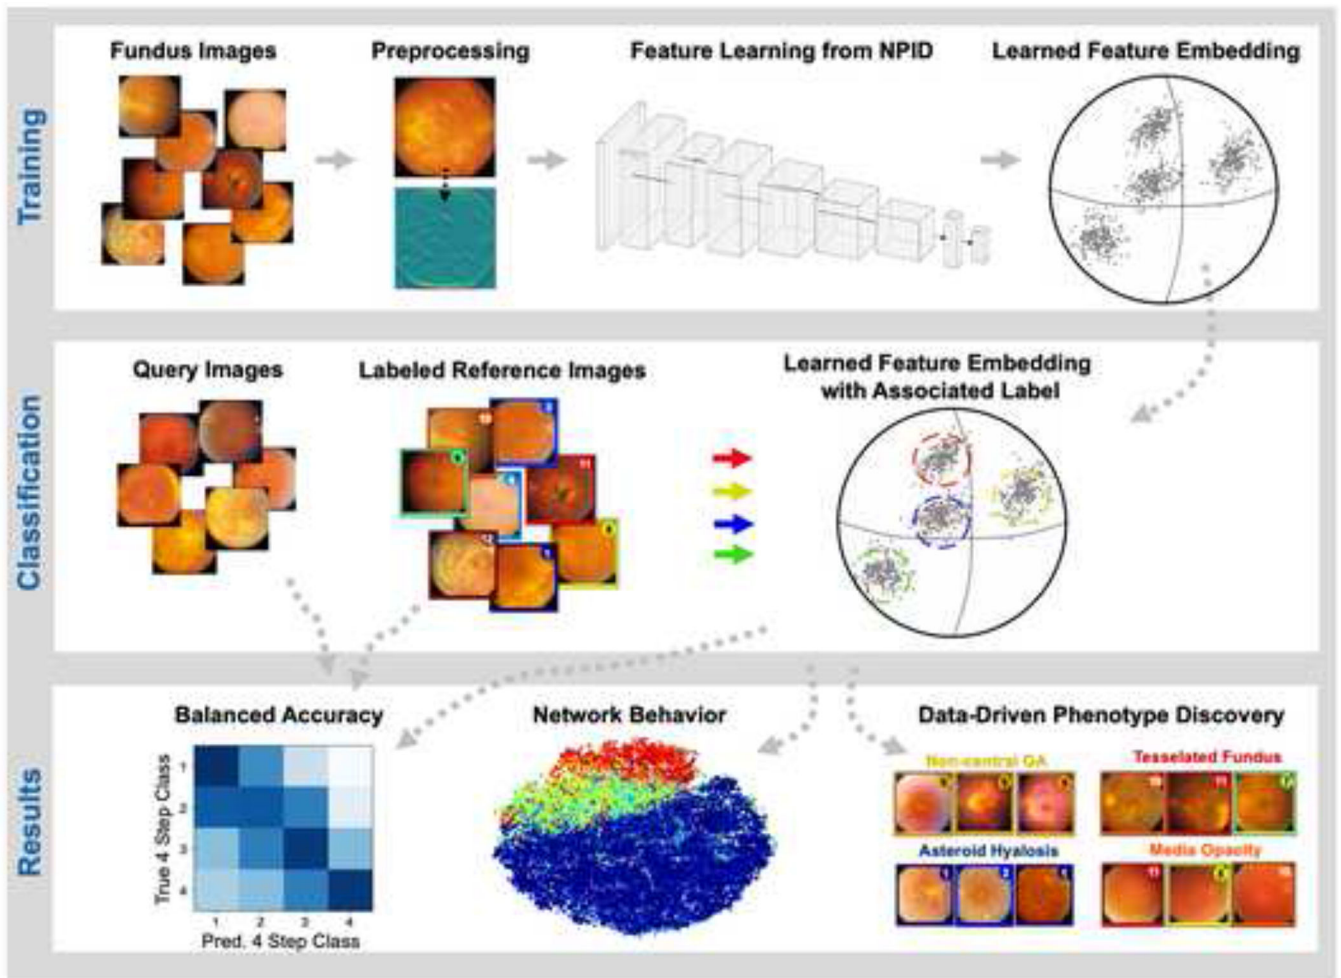 Training
Fundus Images
Preprocessing
Feature Learning from NPID
Learned Feature Embedding
Classification
Query Images
Labeled Reference Images
Learned Feature Embedding
with Associated Label
Results
Balanced Accuracy
True 4 Step Class
1
2
3
4
1 2 3 4
Pred. 4 Step Class
Network Behavior
Data-Driven Phenotype Discovery
Non-central GA
Tesselated Fundus
Asteroid Hyalosis
Media Opacity